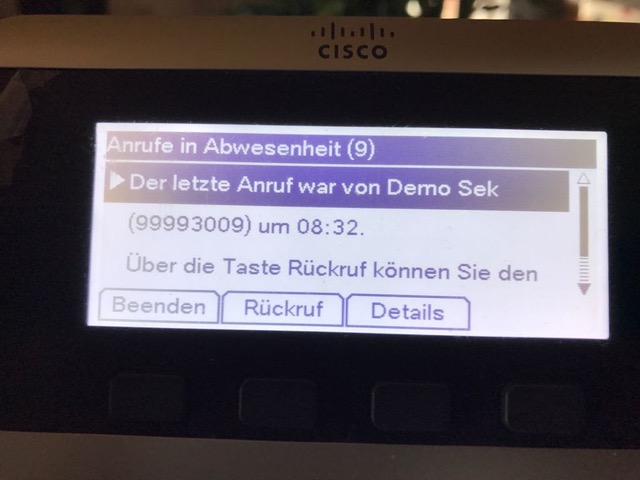 CISCO
Anrufe in Abwesenheit (9)
Der letzte Anruf war von Demo Sek
(99993009) um 08:32.
Über die Taste Rückruf können Sie den
Beenden Rückruf Details